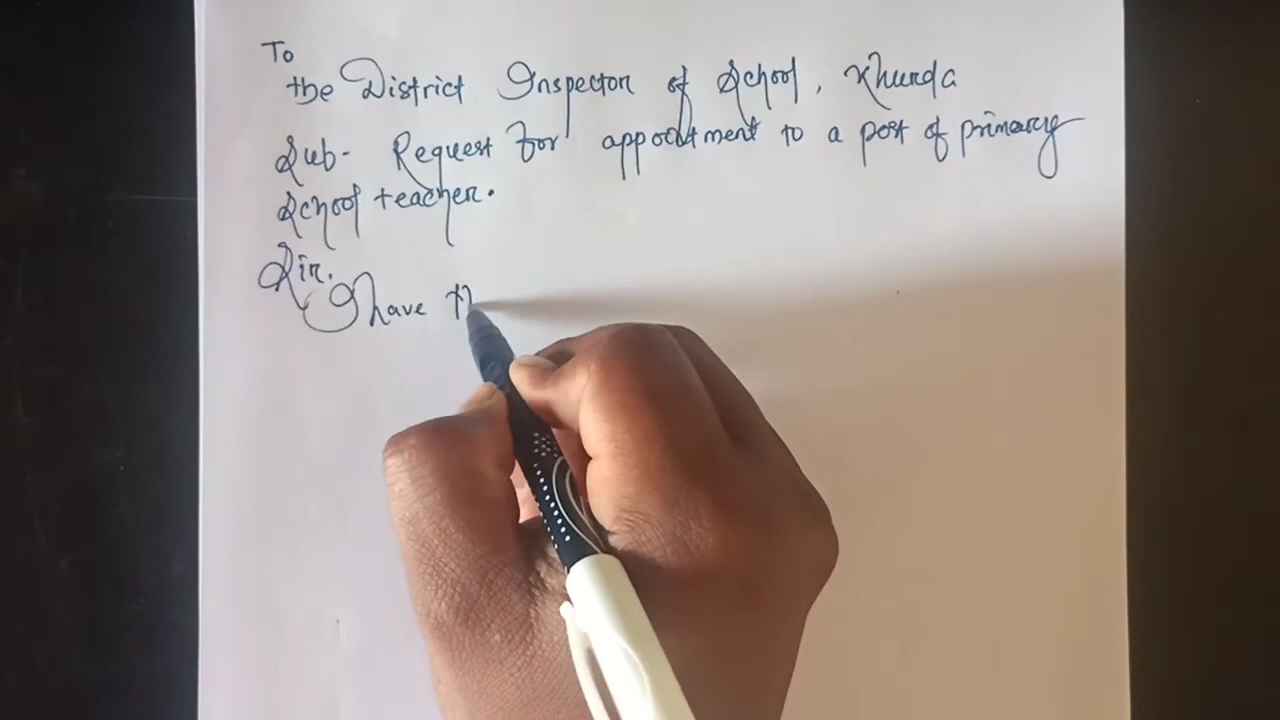 To
the District Inspector of School, Khurda
Sub- Request for appointment to a post of primary
School teacher.
Sir.
I have th